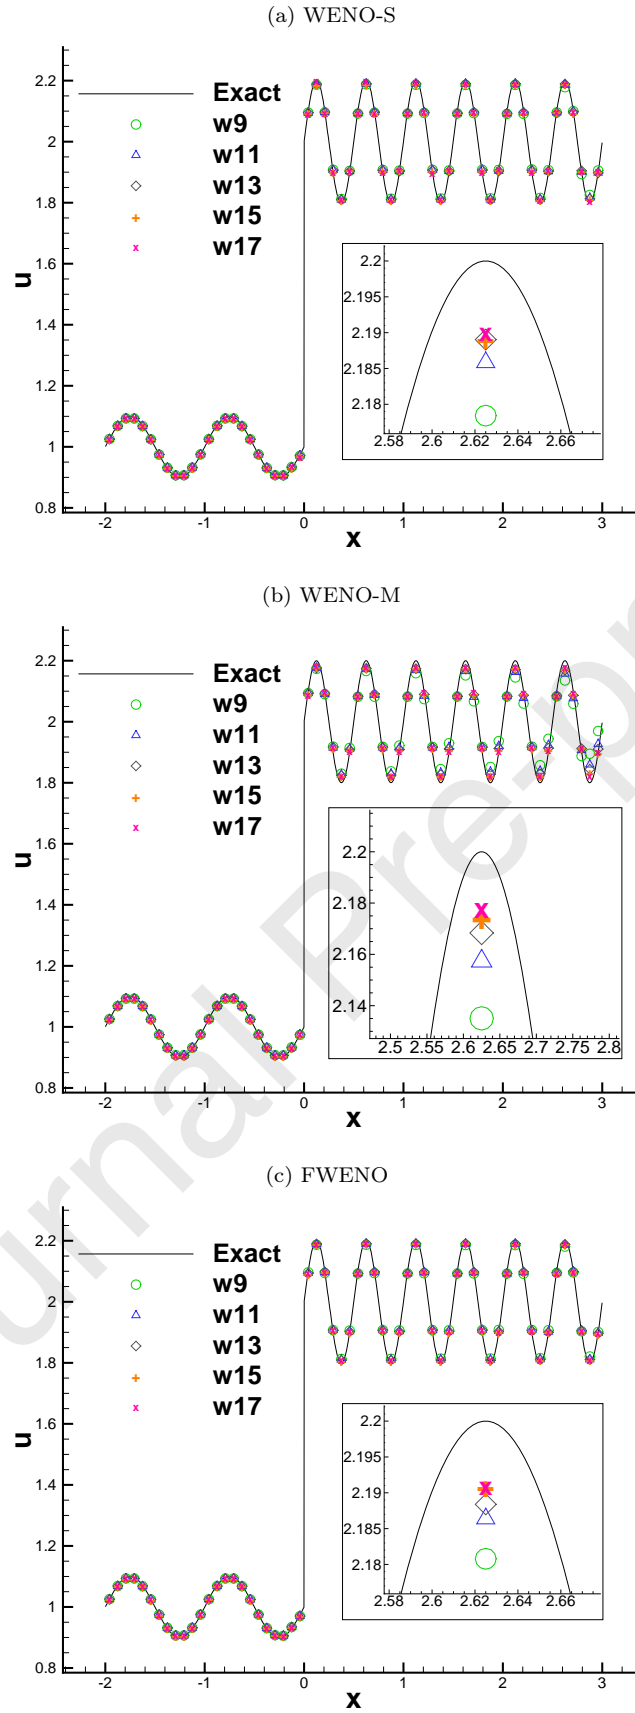 (a) WENO-S
2.2
2
1.8
1.6
1.4
1.2
1
0.8
u
Exact
w9
w11
w13
w15
w17
2.2
2.195
2.19
2.185
2.18
2.58 2.6 2.62 2.64 2.66
-2 -1 0 1 2 3
x
(b) WENO-M
2.2
2
1.8
1.6
1.4
1.2
1
0.8
u
Exact
w9
w11
w13
w15
w17
2.2
2.18
2.17
2.16
2.15
2.14
2.5 2.55 2.6 2.65 2.7 2.75 2.8
-2 -1 0 1 2 3
x
(c) FWENO
2.2
2
1.8
1.6
1.4
1.2
1
0.8
u
Exact
w9
w11
w13
w15
w17
2.2
2.195
2.19
2.185
2.18
2.58 2.6 2.62 2.64 2.66
-2 -1 0 1 2 3
x
urnal Pre-pr